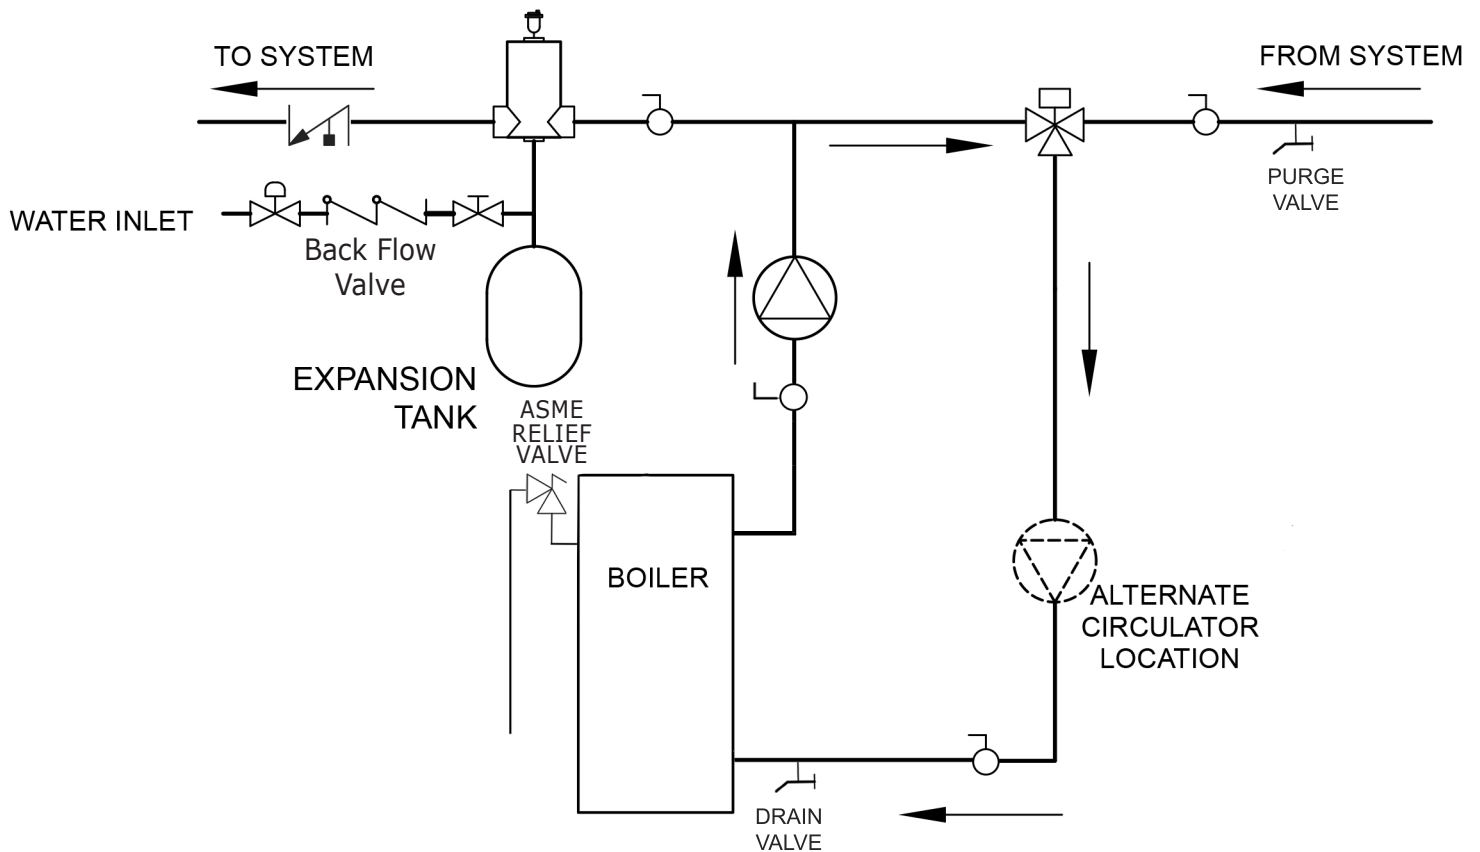 TO SYSTEM
FROM SYSTEM
PURGE
VALVE
WATER INLET
Back Flow
Valve
EXPANSION
TANK
ASME
RELIEF
VALVE
BOILER
ALTERNATE
CIRCULATOR
LOCATION
DRAIN
VALVE